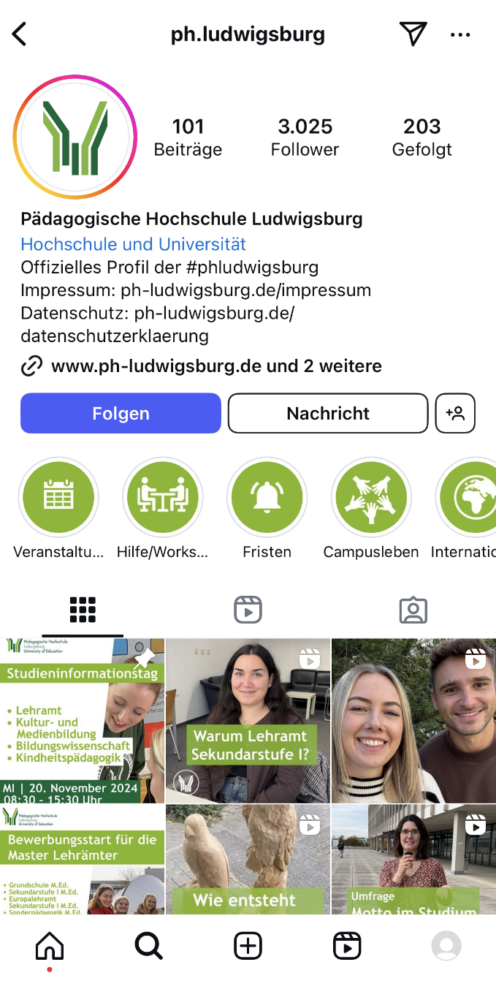 ph.ludwigsburg
101
Beiträge
3.025
Follower
203
Gefolgt
Pädagogische Hochschule Ludwigsburg
Hochschule und Universität
Offizielles Profil der #phludwigsburg
Impressum: ph-ludwigsburg.de/impressum
Datenschutz: ph-ludwigsburg.de/
datenschutzerklaerung
www.ph-ludwigsburg.de und 2 weitere
Folgen
Nachricht
Veranstaltu...
Hilfe/Works...
Fristen
Campusleben
Internatio
Pädagogische Hochschule
Ludwigsburg
University of Education
Studieninformationstag
• Lehramt
• Kultur- und
Medienbildung
• Bildungswissenschaft
• Kindheitspädagogik
MI | 20. November 2024
08:30 - 15:30 Uhr
Warum Lehramt
Sekundarstufe I?
Pädagogische Hochschule
Ludwigsburg
University of Education
Bewerbungsstart für die
Master Lehrämter
• Grundschule M.Ed.
• Sekundarstufe I M.Ed.
• Europalehramt
Sekundarstufe I M.Ed.
• Sonderpädagogik M.Ed.
Wie entsteht
Umfrage
Motto im Studium